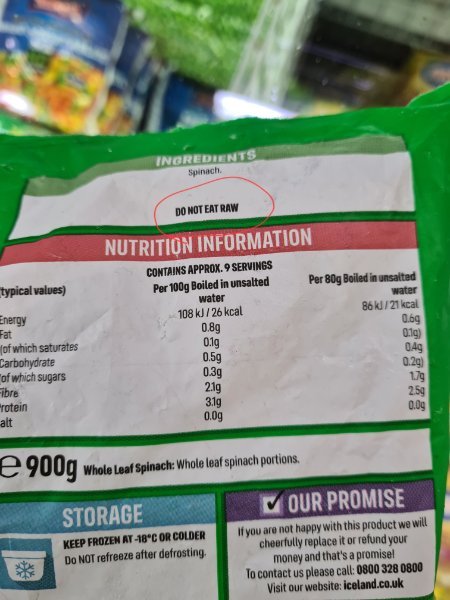 INGREDIENTS
Spinach.
DO NOT EAT RAW
NUTRITION INFORMATION
CONTAINS APPROX. 9 SERVINGS
(typical values) Per 100g Boiled in unsalted water Per 80g Boiled in unsalted water
Energy 108 kJ / 26 kcal 86 kJ / 21 kcal
Fat 0.8g 0.6g
(of which saturates 0.1g 0.1g)
Carbohydrate 0.5g 0.4g
(of which sugars 0.3g 0.2g)
Fibre 2.1g 1.7g
Protein 3.1g 2.5g
alt 0.0g 0.0g
e 900g Whole Leaf Spinach: Whole leaf spinach portions.
STORAGE
KEEP FROZEN AT -18°C OR COLDER
Do NOT refreeze after defrosting.
✓ OUR PROMISE
If you are not happy with this product we will
cheerfully replace it or refund your
money and that's a promise!
To contact us please call: 0800 328 0800
Visit our website: iceland.co.uk